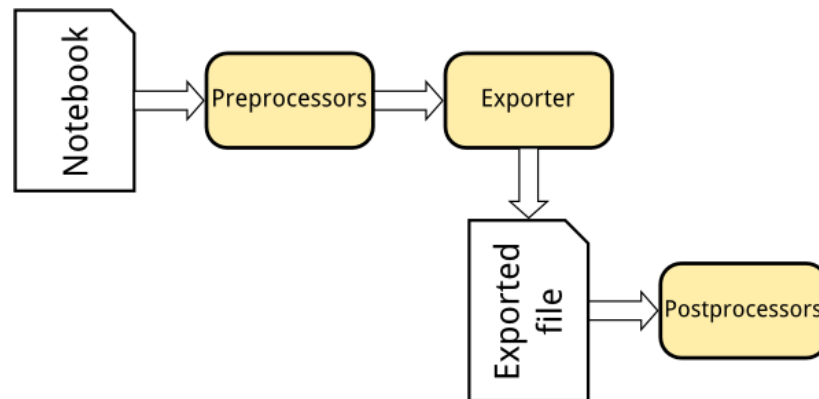 Notebook
Preprocessors
Exporter
Exported
file
Postprocessors